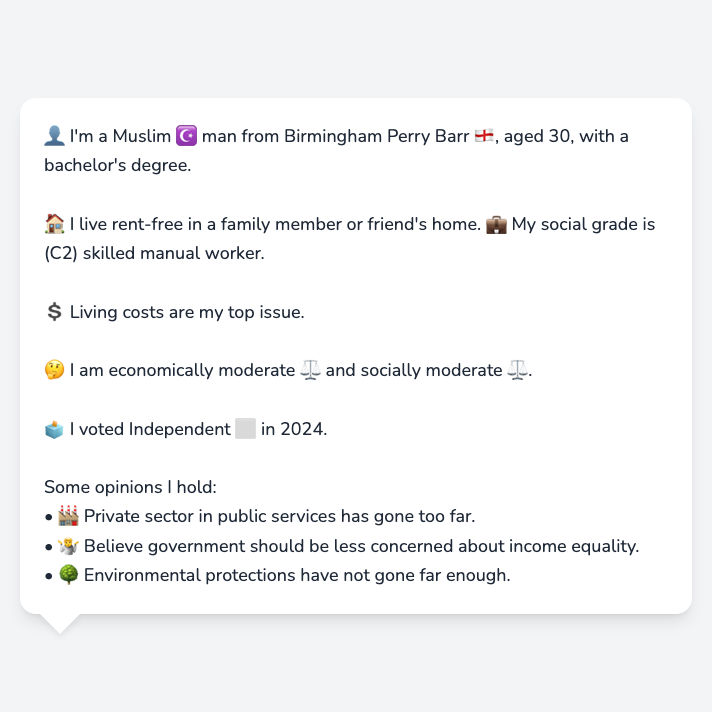 👤 I'm a Muslim ☪️ man from Birmingham Perry Barr 🏴󠁧󠁢󠁥󠁮󠁧󠁿, aged 30, with a
bachelor's degree.
🏠 I live rent-free in a family member or friend's home. 💼 My social grade is
(C2) skilled manual worker.
💲 Living costs are my top issue.
🤔 I am economically moderate ⚖️ and socially moderate ⚖️.
🗳️ I voted Independent ⬜ in 2024.
Some opinions I hold:
• 🏭 Private sector in public services has gone too far.
• 🤷 Believe government should be less concerned about income equality.
• 🌳 Environmental protections have not gone far enough.